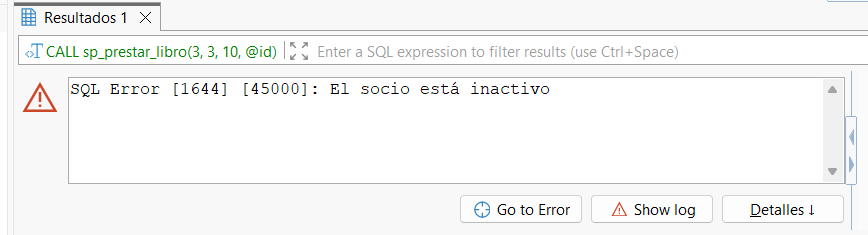 Resultados 1
CALL sp_prestar_libro(3, 3, 10, @id) Enter a SQL expression to filter results (use Ctrl+Space)
SQL Error [1644] [45000]: El socio está inactivo
Go to Error Show log Detalles ↓